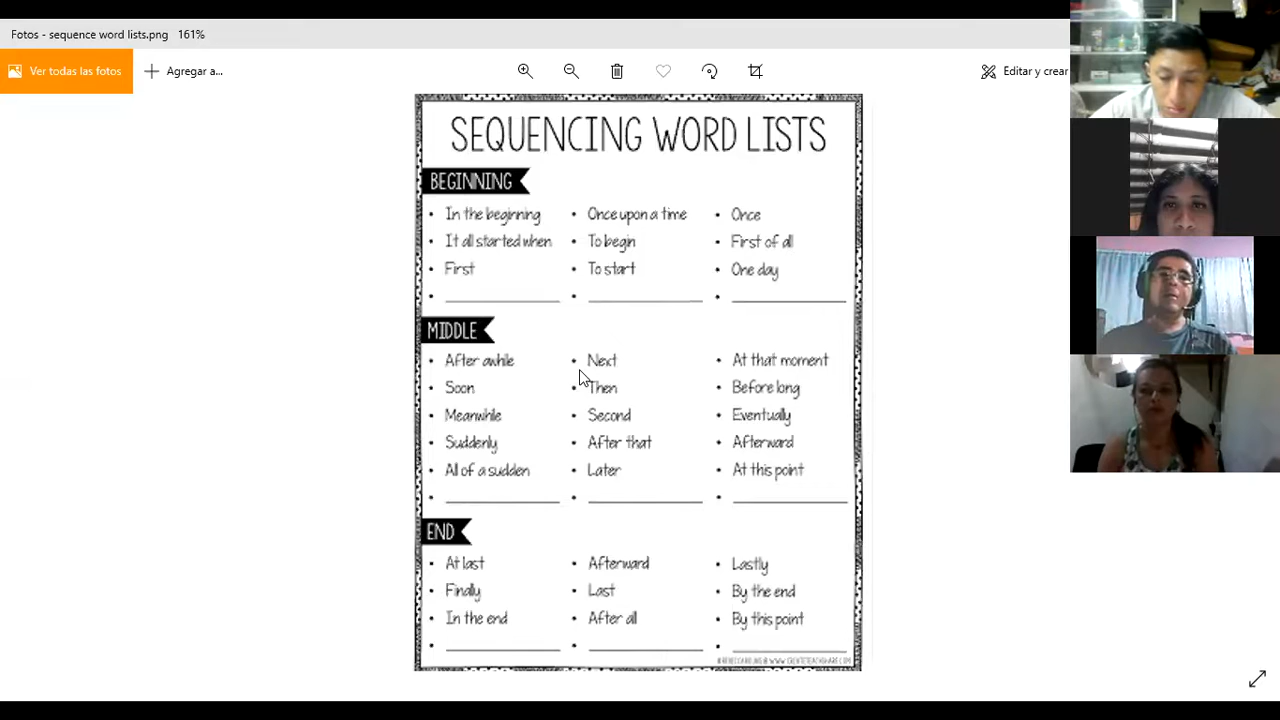 Fotos - sequence word lists.png 161%
Ver todas las fotos
Agregar a...
Editar y crear
SEQUENCING WORD LISTS
BEGINNING
In the beginning
Once upon a time
Once
It all started when
To begin
First of all
First
To start
One day
MIDDLE
After awhile
Next
At that moment
Soon
Then
Before long
Meanwhile
Second
Eventually
Suddenly
After that
Afterward
All of a sudden
Later
At this point
END
At last
Afterward
Lastly
Finally
Last
By the end
In the end
After all
By this point
WWW.CREATETEACHSHARE.COM